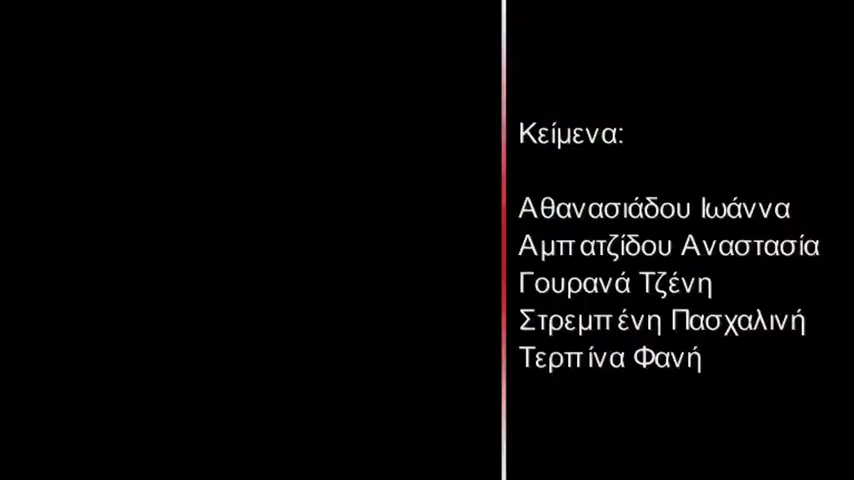 Κείμενα:
Αθανασιάδου Ιωάννα
Αμπατζίδου Αναστασία
Γουρανά Τζένη
Στρεμπένη Πασχαλινή
Τερπίνα Φανή